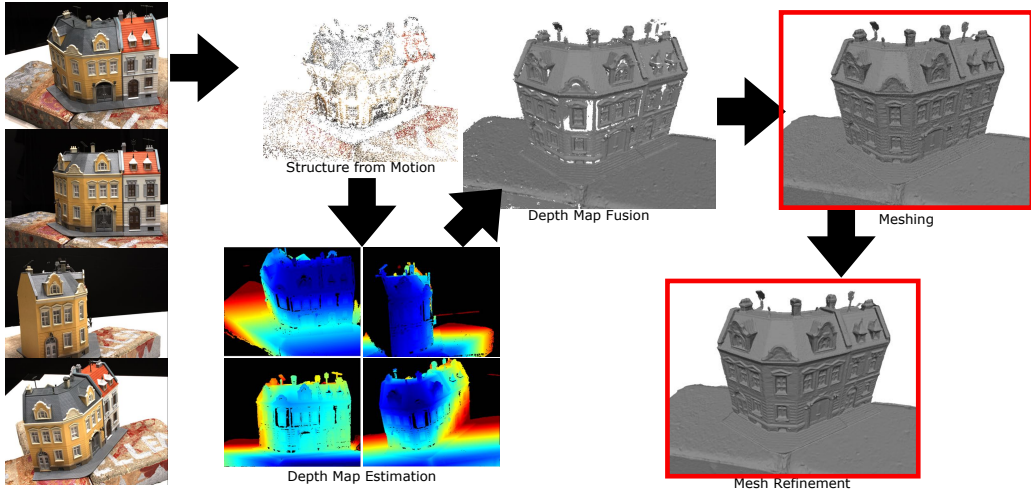 Structure from Motion
Depth Map Fusion
Meshing
Depth Map Estimation
Mesh Refinement